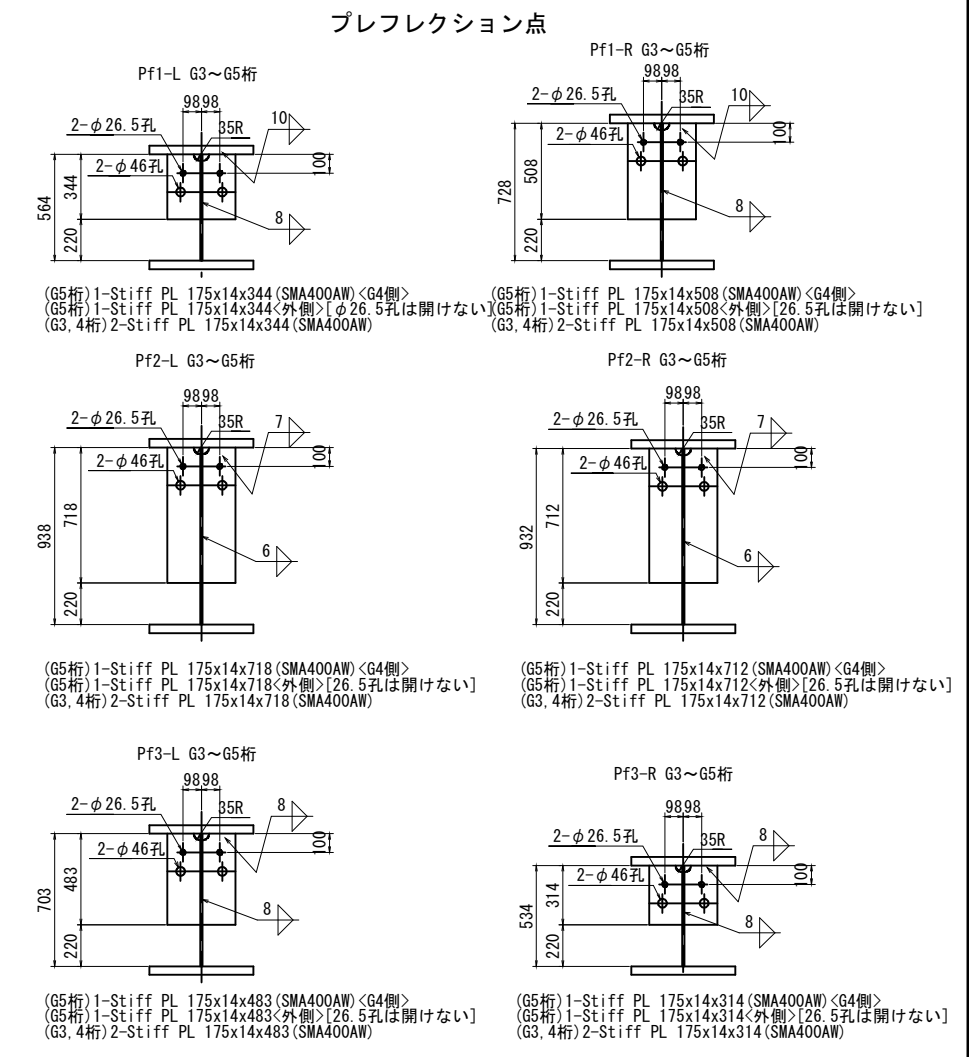 プレフレクション点
Pf1-L G3～G5桁
9898
2-φ26.5孔
35R
10
2-φ46孔
100
564
344
220
8
(G5桁)1-Stiff PL 175x14x344(SMA400AW)<G4側>
(G5桁)1-Stiff PL 175x14x344<外側>[φ26.5孔は開けない]
(G3,4桁)2-Stiff PL 175x14x344(SMA400AW)
Pf1-R G3～G5桁
9898
2-φ26.5孔
35R
10
2-φ46孔
100
728
508
220
8
(G5桁)1-Stiff PL 175x14x508(SMA400AW)<G4側>
(G5桁)1-Stiff PL 175x14x508<外側>[26.5孔は開けない]
(G3,4桁)2-Stiff PL 175x14x508(SMA400AW)
Pf2-L G3～G5桁
9898
2-φ26.5孔
35R
7
2-φ46孔
100
938
718
220
6
(G5桁)1-Stiff PL 175x14x718(SMA400AW)<G4側>
(G5桁)1-Stiff PL 175x14x718<外側>[26.5孔は開けない]
(G3,4桁)2-Stiff PL 175x14x718(SMA400AW)
Pf2-R G3～G5桁
9898
2-φ26.5孔
35R
7
2-φ46孔
100
932
712
220
6
(G5桁)1-Stiff PL 175x14x712(SMA400AW)<G4側>
(G5桁)1-Stiff PL 175x14x712<外側>[26.5孔は開けない]
(G3,4桁)2-Stiff PL 175x14x712(SMA400AW)
Pf3-L G3～G5桁
9898
2-φ26.5孔
35R
8
2-φ46孔
100
703
483
220
8
(G5桁)1-Stiff PL 175x14x483(SMA400AW)<G4側>
(G5桁)1-Stiff PL 175x14x483<外側>[26.5孔は開けない]
(G3,4桁)2-Stiff PL 175x14x483(SMA400AW)
Pf3-R G3～G5桁
9898
2-φ26.5孔
35R
8
2-φ46孔
100
534
314
220
8
(G5桁)1-Stiff PL 175x14x314(SMA400AW)<G4側>
(G5桁)1-Stiff PL 175x14x314<外側>[26.5孔は開けない]
(G3,4桁)2-Stiff PL 175x14x314(SMA400AW)